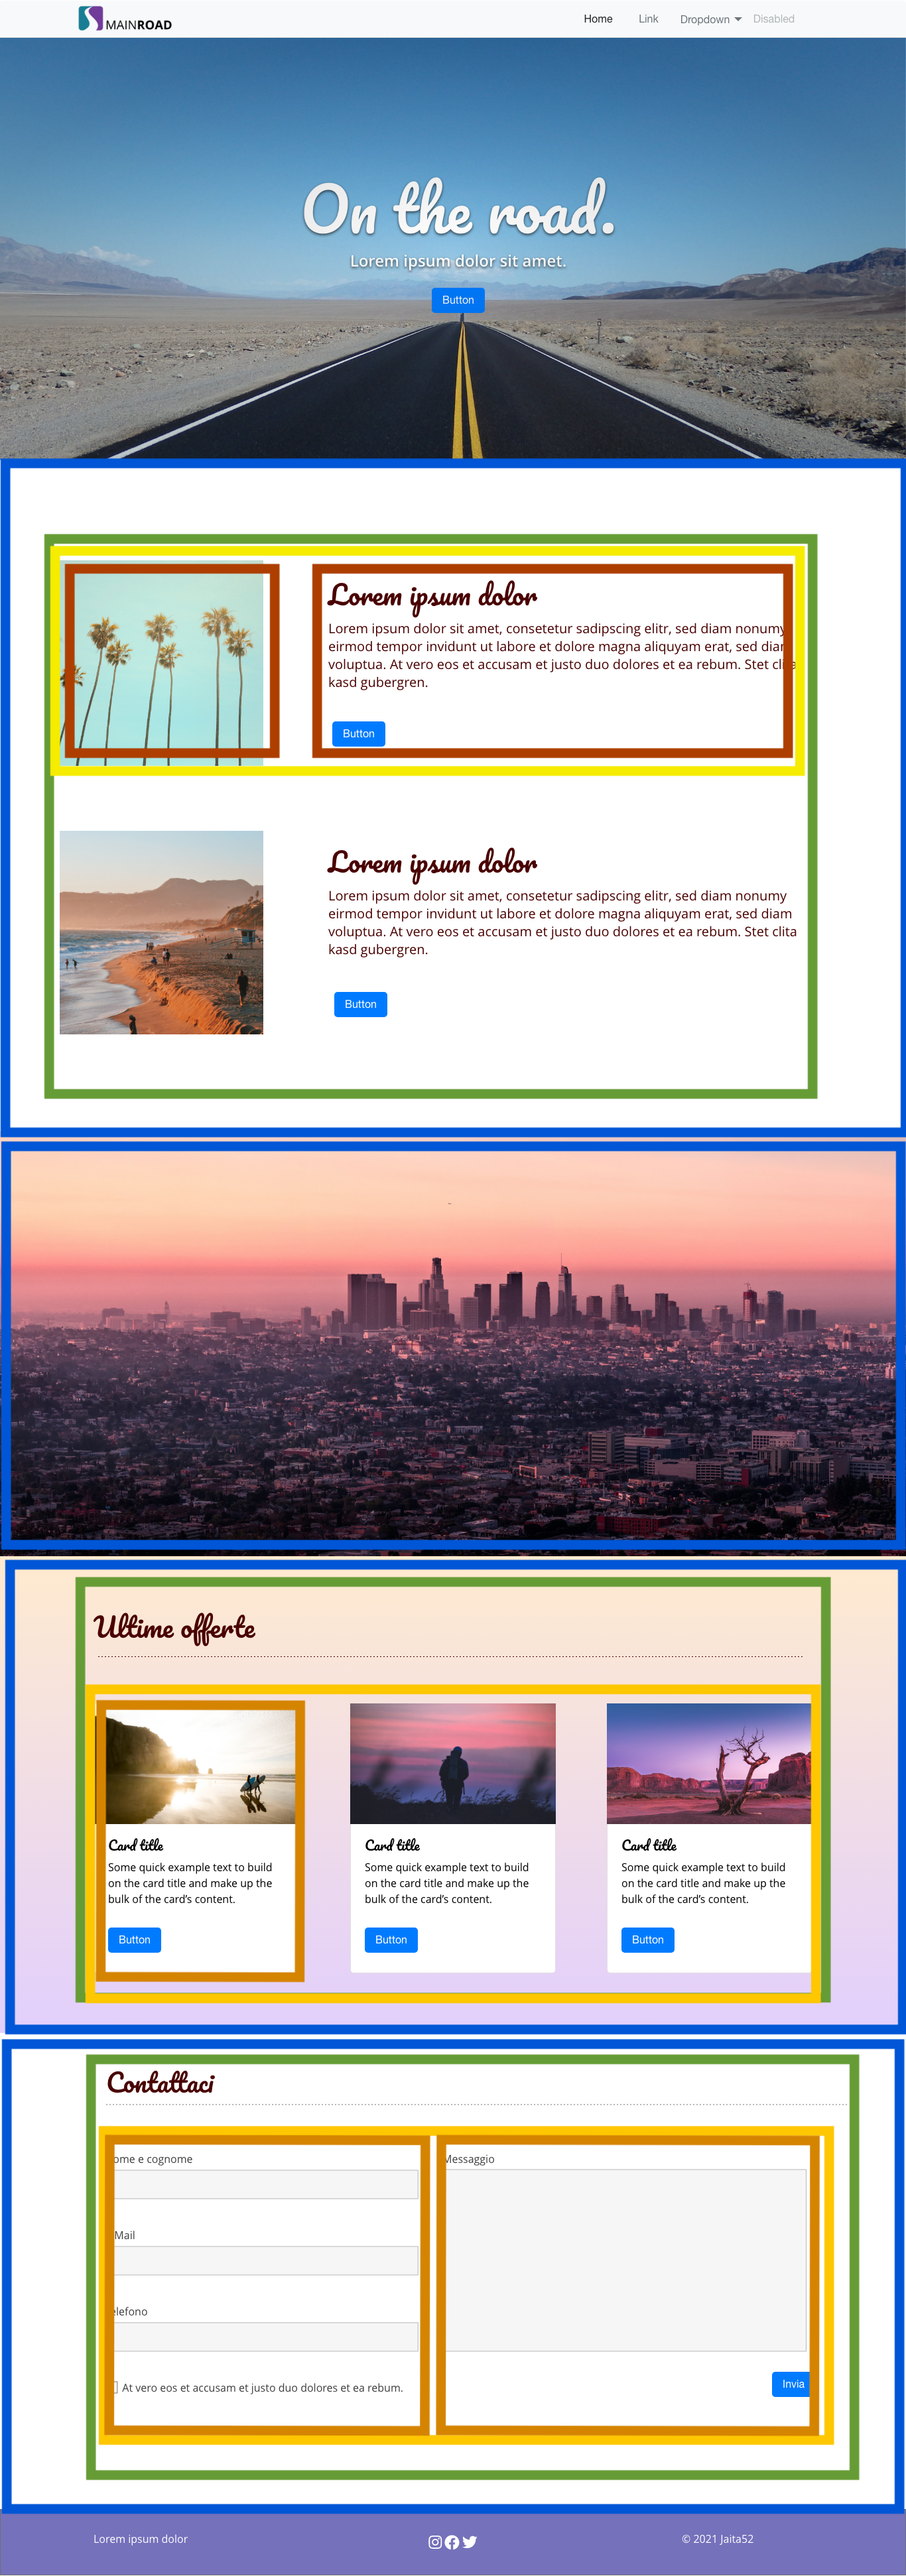 MAINROAD
Home Link Dropdown Disabled
On the road.
Lorem ipsum dolor sit amet.
Button
Lorem ipsum dolor
Lorem ipsum dolor sit amet, consetetur sadipscing elitr, sed diam nonumy
eirmod tempor invidunt ut labore et dolore magna aliquyam erat, sed diam
voluptua. At vero eos et accusam et justo duo dolores et ea rebum. Stet clita
kasd gubergren.
Button
Lorem ipsum dolor
Lorem ipsum dolor sit amet, consetetur sadipscing elitr, sed diam nonumy
eirmod tempor invidunt ut labore et dolore magna aliquyam erat, sed diam
voluptua. At vero eos et accusam et justo duo dolores et ea rebum. Stet clita
kasd gubergren.
Button
Ultime offerte
Card title
Some quick example text to build
on the card title and make up the
bulk of the card's content.
Button
Card title
Some quick example text to build
on the card title and make up the
bulk of the card's content.
Button
Card title
Some quick example text to build
on the card title and make up the
bulk of the card's content.
Button
Contattaci
ome e cognome
Mail
elefono
At vero eos et accusam et justo duo dolores et ea rebum.
Messaggio
Invia
Lorem ipsum dolor
© 2021 Jaita52